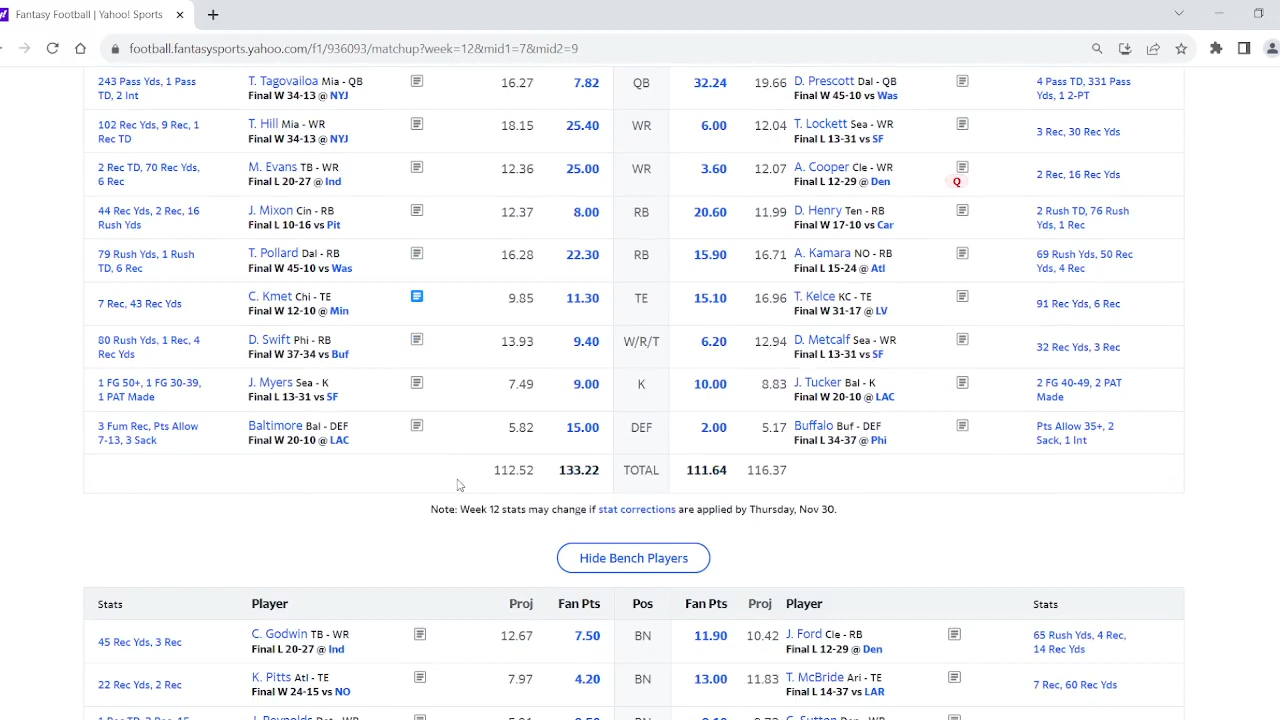 Fantasy Football | Yahoo! Sports
football.fantasysports.yahoo.com/f1/936093/matchup?week=12&mid1=7&mid2=9
243 Pass Yds, 1 Pass TD, 2 Int T. Tagovailoa Mia - QB 16.27 7.82 QB 32.24 19.66 D. Prescott Dal - QB 4 Pass TD, 331 Pass
Final W 34-13 @ NYJ Final W 45-10 vs Was Yds, 1 2-PT
102 Rec Yds, 9 Rec, 1 T. Hill Mia - WR 18.15 25.40 WR 6.00 12.04 T. Lockett Sea - WR 3 Rec, 30 Rec Yds
Rec TD Final W 34-13 @ NYJ Final L 13-31 vs SF
2 Rec TD, 70 Rec Yds, M. Evans TB - WR 12.36 25.00 WR 3.60 12.07 A. Cooper Cle - WR 2 Rec, 16 Rec Yds
6 Rec Final L 20-27 @ Ind Final L 12-29 @ Den Q
44 Rec Yds, 2 Rec, 16 J. Mixon Cin - RB 12.37 8.00 RB 20.60 11.99 D. Henry Ten - RB 2 Rush TD, 76 Rush
Rush Yds Final L 10-16 vs Pit Final W 17-10 vs Car Yds, 1 Rec
79 Rush Yds, 1 Rush T. Pollard Dal - RB 16.28 22.30 RB 15.90 16.71 A. Kamara NO - RB 69 Rush Yds, 50 Rec
TD, 6 Rec Final W 45-10 vs Was Final L 15-24 @ Atl Yds, 4 Rec
7 Rec, 43 Rec Yds C. Kmet Chi - TE 9.85 11.30 TE 15.10 16.96 T. Kelce KC - TE 91 Rec Yds, 6 Rec
Final W 12-10 @ Min Final W 31-17 @ LV
80 Rush Yds, 1 Rec, 4 D. Swift Phi - RB 13.93 9.40 W/R/T 6.20 12.94 D. Metcalf Sea - WR 32 Rec Yds, 3 Rec
Rec Yds Final W 37-34 vs Buf Final L 13-31 vs SF
1 FG 50+, 1 FG 30-39, J. Myers Sea - K 7.49 9.00 K 10.00 8.83 J. Tucker Bal - K 2 FG 40-49, 2 PAT
1 PAT Made Final L 13-31 vs SF Final W 20-10 @ LAC Made
3 Fum Rec, Pts Allow Baltimore Bal - DEF 5.82 15.00 DEF 2.00 5.17 Buffalo Buf - DEF Pts Allow 35+, 2
7-13, 3 Sack Final W 20-10 @ LAC Final L 34-37 @ Phi Sack, 1 Int
112.52 133.22 TOTAL 111.64 116.37
Note: Week 12 stats may change if stat corrections are applied by Thursday, Nov 30.
Hide Bench Players
Stats Player Proj Fan Pts Pos Fan Pts Proj Player Stats
45 Rec Yds, 3 Rec C. Godwin TB - WR 12.67 7.50 BN 11.90 10.42 J. Ford Cle - RB 65 Rush Yds, 4 Rec,
Final L 20-27 @ Ind Final L 12-29 @ Den 14 Rec Yds
22 Rec Yds, 2 Rec K. Pitts Atl - TE 7.97 4.20 BN 13.00 11.83 T. McBride Ari - TE 7 Rec, 60 Rec Yds
Final W 24-15 vs NO Final L 14-37 vs LAR